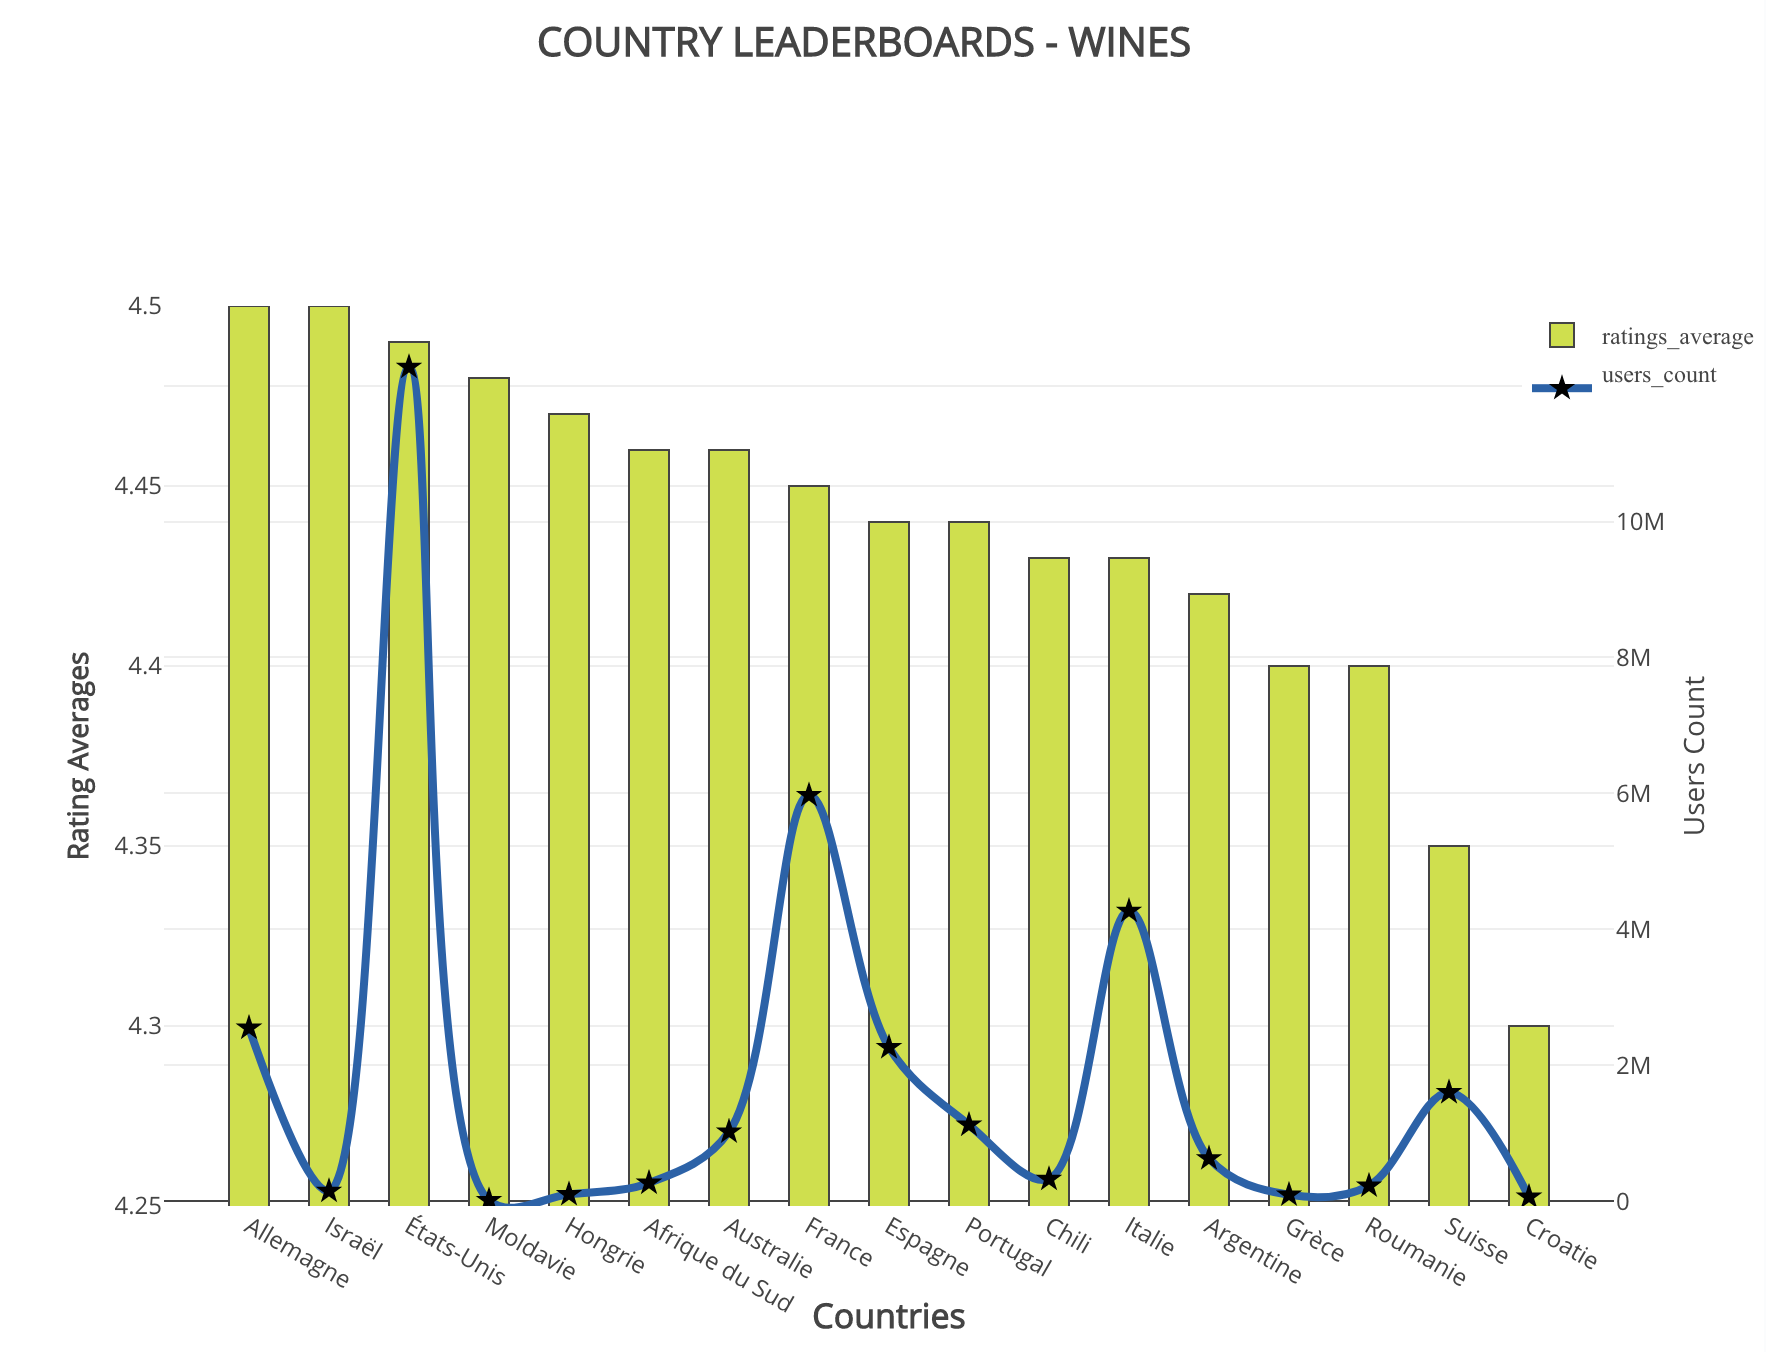 COUNTRY LEADERBOARDS - WINES
ratings_average
users_count
4.5
4.45
4.4
4.35
4.3
4.25
Rating Averages
10M
8M
6M
4M
2M
0
Users Count
Allemagne
Israël
États-Unis
Moldavie
Hongrie
Afrique du Sud
Australie
France
Espagne
Portugal
Chili
Italie
Argentine
Grèce
Roumanie
Suisse
Croatie
Countries